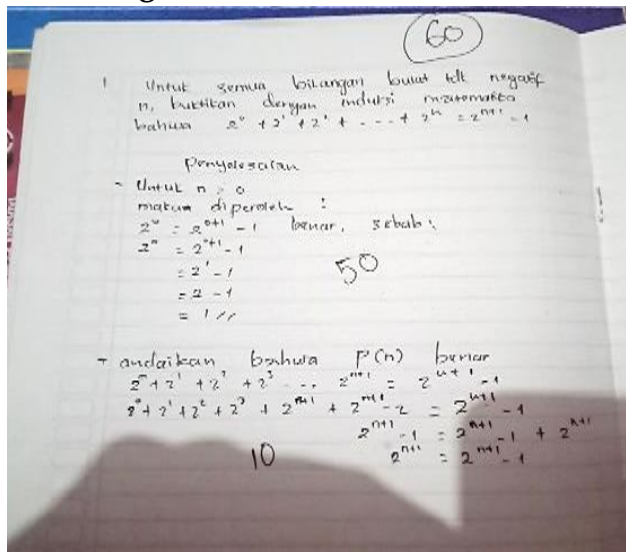 60
1 Untuk semua bilangan bulat tdk negatif
n, buktikan dengan induksi matematika
bahwa 2⁰ + 2¹ + 2² + ... + 2ⁿ = 2ⁿ⁺¹ - 1
Penyelesaian
- Untuk n = 0
maka diperoleh :
2⁰ = 2⁰⁺¹ - 1 benar, sebab :
2⁰ = 2⁰⁺¹ - 1
= 2¹ - 1
50
= 2 - 1
= 1 //
- andaikan bahwa P(n) benar
2⁰ + 2¹ + 2² + 2³ ... 2ⁿ⁺¹ = 2ⁿ⁺¹ - 1
2⁰ + 2¹ + 2² + 2³ + 2ⁿ⁺¹ + 2ⁿ⁺¹ - 2 = 2ⁿ⁺¹ - 1
2ⁿ⁺¹ - 1 = 2ⁿ⁺¹ - 1 + 2ⁿ⁺¹
10
2ⁿ⁺¹ = 2ⁿ⁺¹ - 1